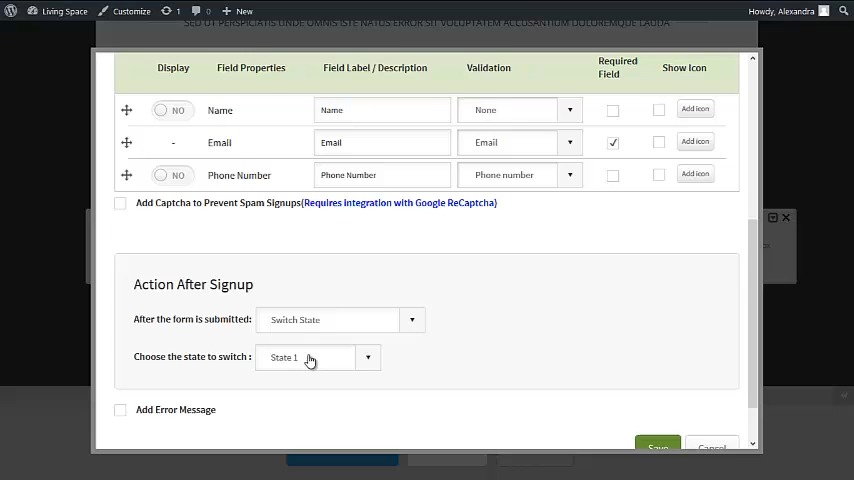 Living Space Customize 1 0 New Howdy, Alexandra
SED UT PERSPICIATIS UNDE OMNIS ISTE NATUS ERROR SIT VOLUPTATEM ACCUSANTIUM DOLOREMQUE LAUDA
Display Field Properties Field Label / Description Validation Required Field Show Icon
NO Name Name None Add icon
- Email Email Email Add icon
NO Phone Number Phone Number Phone number Add icon
Add Captcha to Prevent Spam Signups(Requires integration with Google ReCaptcha)
Action After Signup
After the form is submitted: Switch State
Choose the state to switch : State 1
Add Error Message
Save Cancel